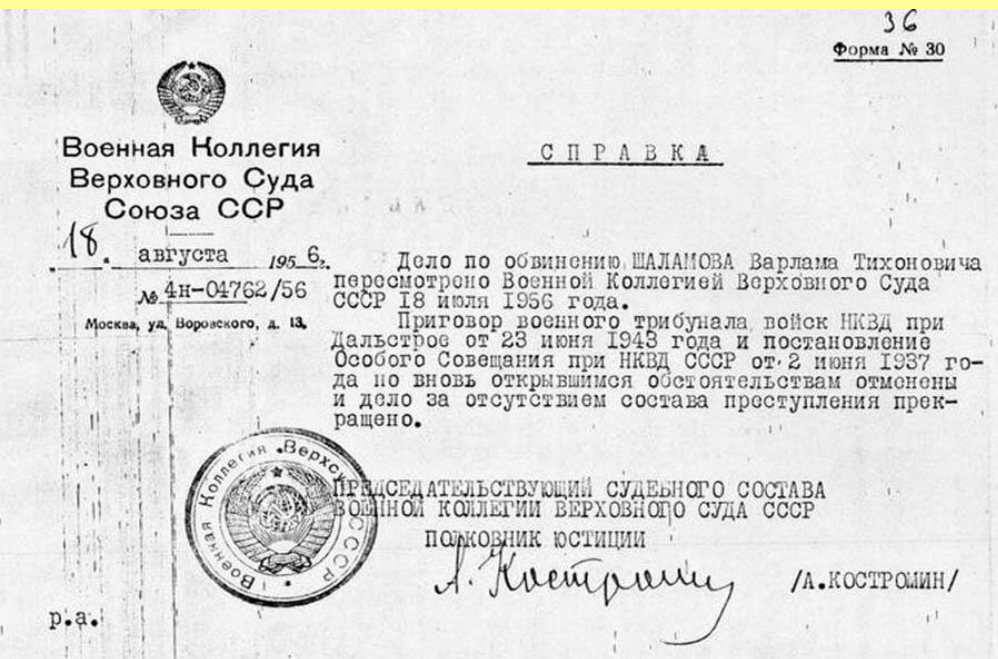 36
Форма № 30
Военная Коллегия
Верховного Суда
Союза ССР
18. августа 1956.
№ 4н-04762/56
Москва, ул. Воровского, д. 13.
СПРАВКА
Дело по обвинению ШАЛАМОВА Варлама Тихоновича
пересмотрено Военной Коллегией Верховного Суда
СССР 18 июля 1956 года.
Приговор военного трибунала войск НКВД при
Дальстрое от 23 июня 1943 года и постановление
Особого Совещания при НКВД СССР от 2 июня 1937 го-
да по вновь открывшимся обстоятельствам отменены
и дело за отсутствием состава преступления прек-
ращено.
ПРЕДСЕДАТЕЛЬСТВУЮЩИЙ СУДЕБНОГО СОСТАВА
ВОЕННОЙ КОЛЛЕГИИ ВЕРХОВНОГО СУДА СССР
ПОЛКОВНИК ЮСТИЦИИ
А. Костромин
/А.КОСТРОМИН/
Военная Коллегия СССР
р.а.